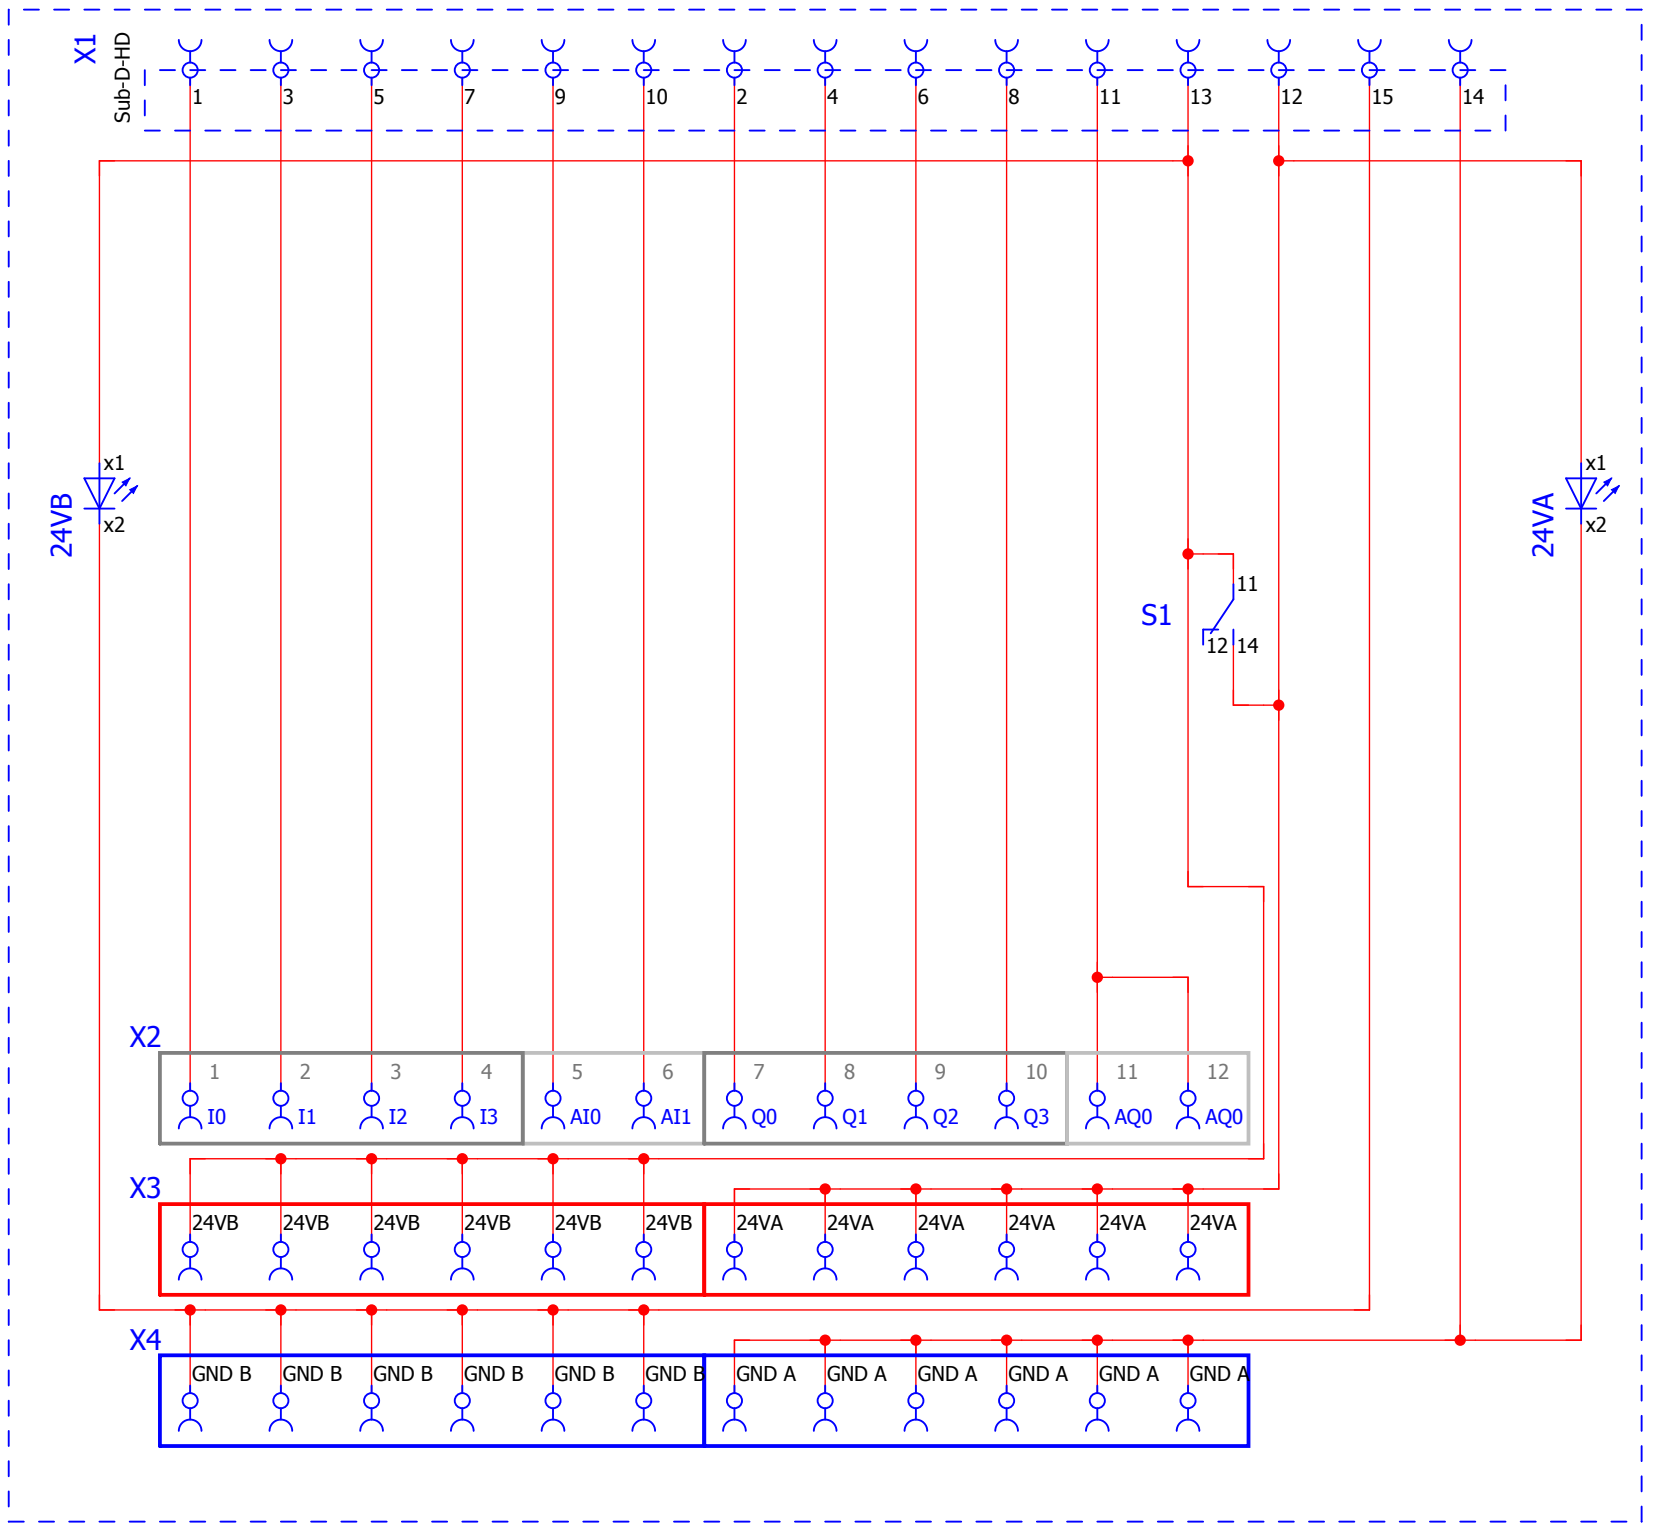 X1
Sub-D-HD
1 3 5 7 9 10 2 4 6 8 11 13 12 15 14
x1 x1
24VB 24VA
x2 x2
11
S1
12 14
X2
1 2 3 4 5 6 7 8 9 10 11 12
I0 I1 I2 I3 AI0 AI1 Q0 Q1 Q2 Q3 AQ0 AQ0
X3
24VB 24VB 24VB 24VB 24VB 24VB 24VA 24VA 24VA 24VA 24VA 24VA
X4
GND B GND B GND B GND B GND B GND B GND A GND A GND A GND A GND A GND A